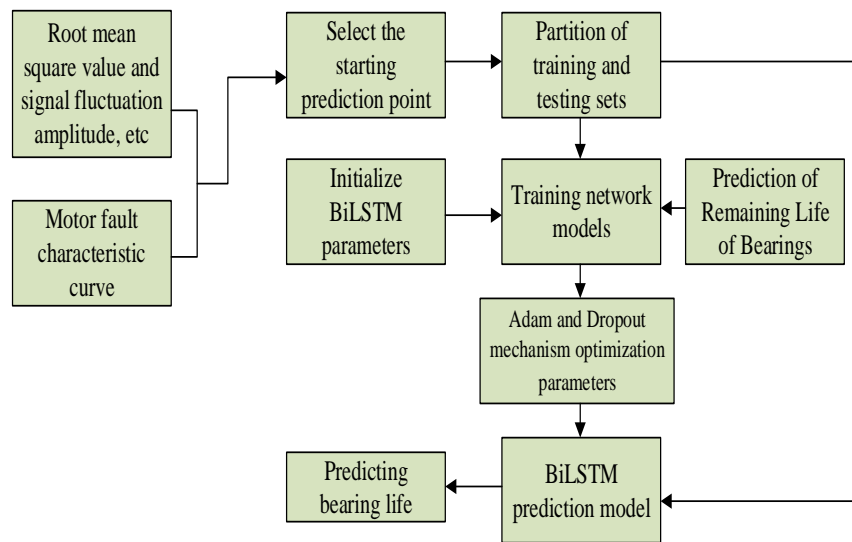 Root mean
square value and
signal fluctuation
amplitude, etc
Select the
starting
prediction point
Partition of
training and
testing sets
Motor fault
characteristic
curve
Initialize
BiLSTM
parameters
Training network
models
Prediction of
Remaining Life
of Bearings
Adam and Dropout
mechanism optimization
parameters
Predicting
bearing life
BiLSTM
prediction model